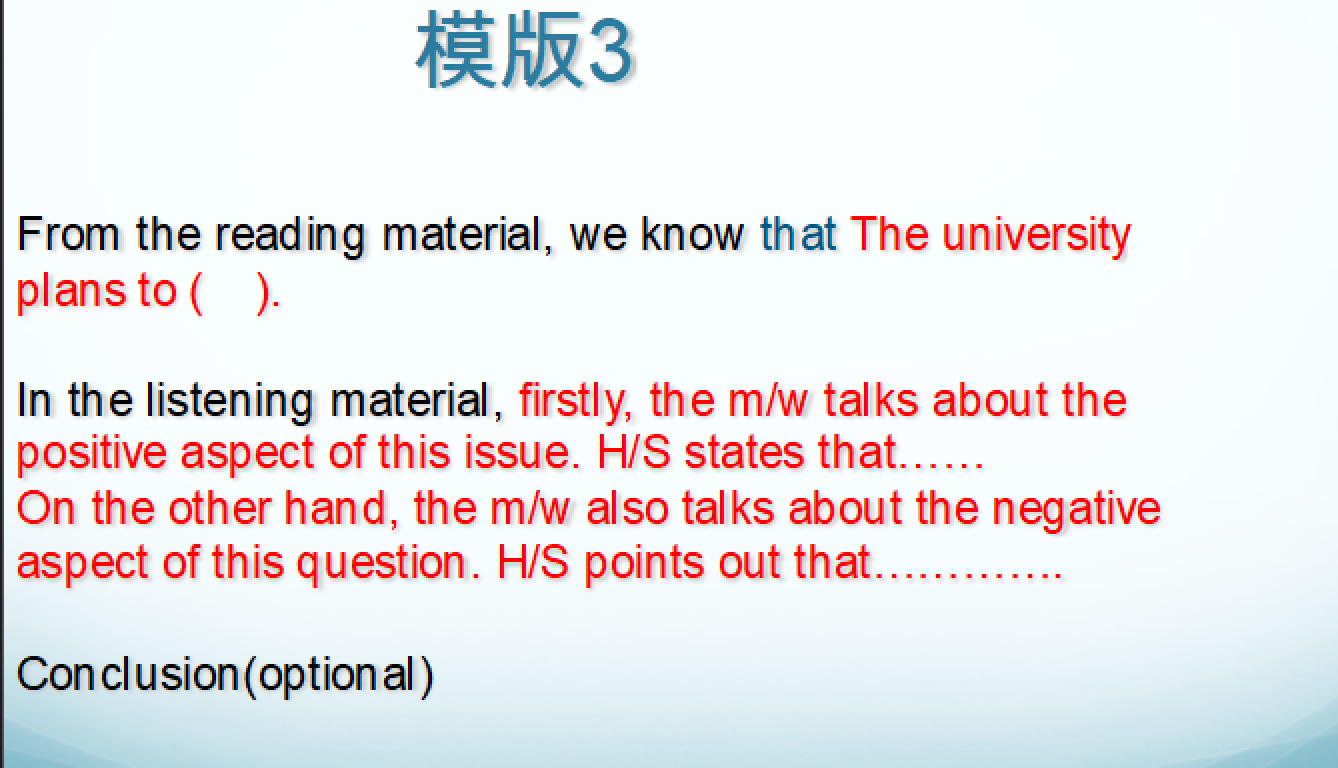 模版3
From the reading material, we know that The university
plans to (    ).
In the listening material, firstly, the m/w talks about the
positive aspect of this issue. H/S states that……
On the other hand, the m/w also talks about the negative
aspect of this question. H/S points out that………….
Conclusion(optional)